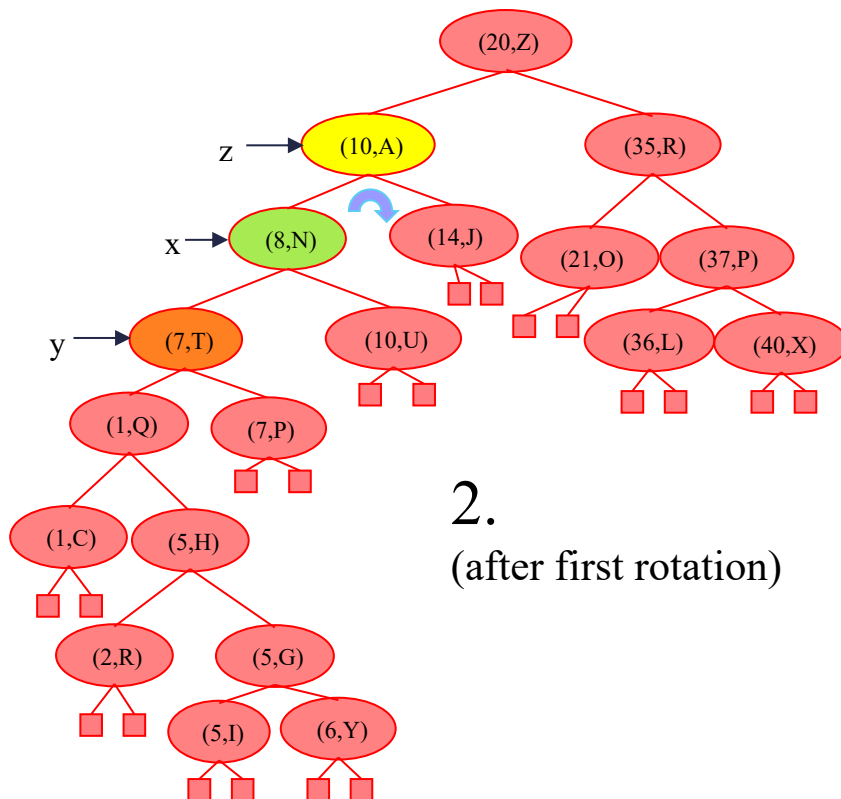 (20,Z)
z
(10,A)
(35,R)
x
(8,N)
(14,J)
(21,O)
(37,P)
y
(7,T)
(10,U)
(36,L)
(40,X)
(1,Q)
(7,P)
2.
(1,C)
(5,H)
(after first rotation)
(2,R)
(5,G)
(5,I)
(6,Y)